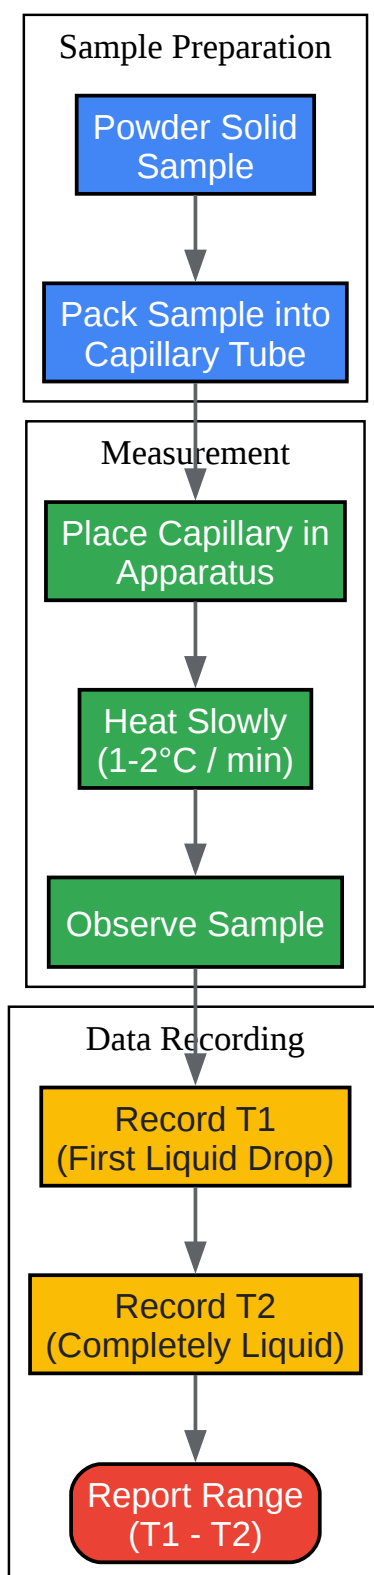 Sample Preparation
Powder Solid
Sample
Pack Sample into
Capillary Tube
Measurement
Place Capillary in
Apparatus
Heat Slowly
(1-2°C / min)
Observe Sample
Data Recording
Record T1
(First Liquid Drop)
Record T2
(Completely Liquid)
Report Range
(T1 - T2)